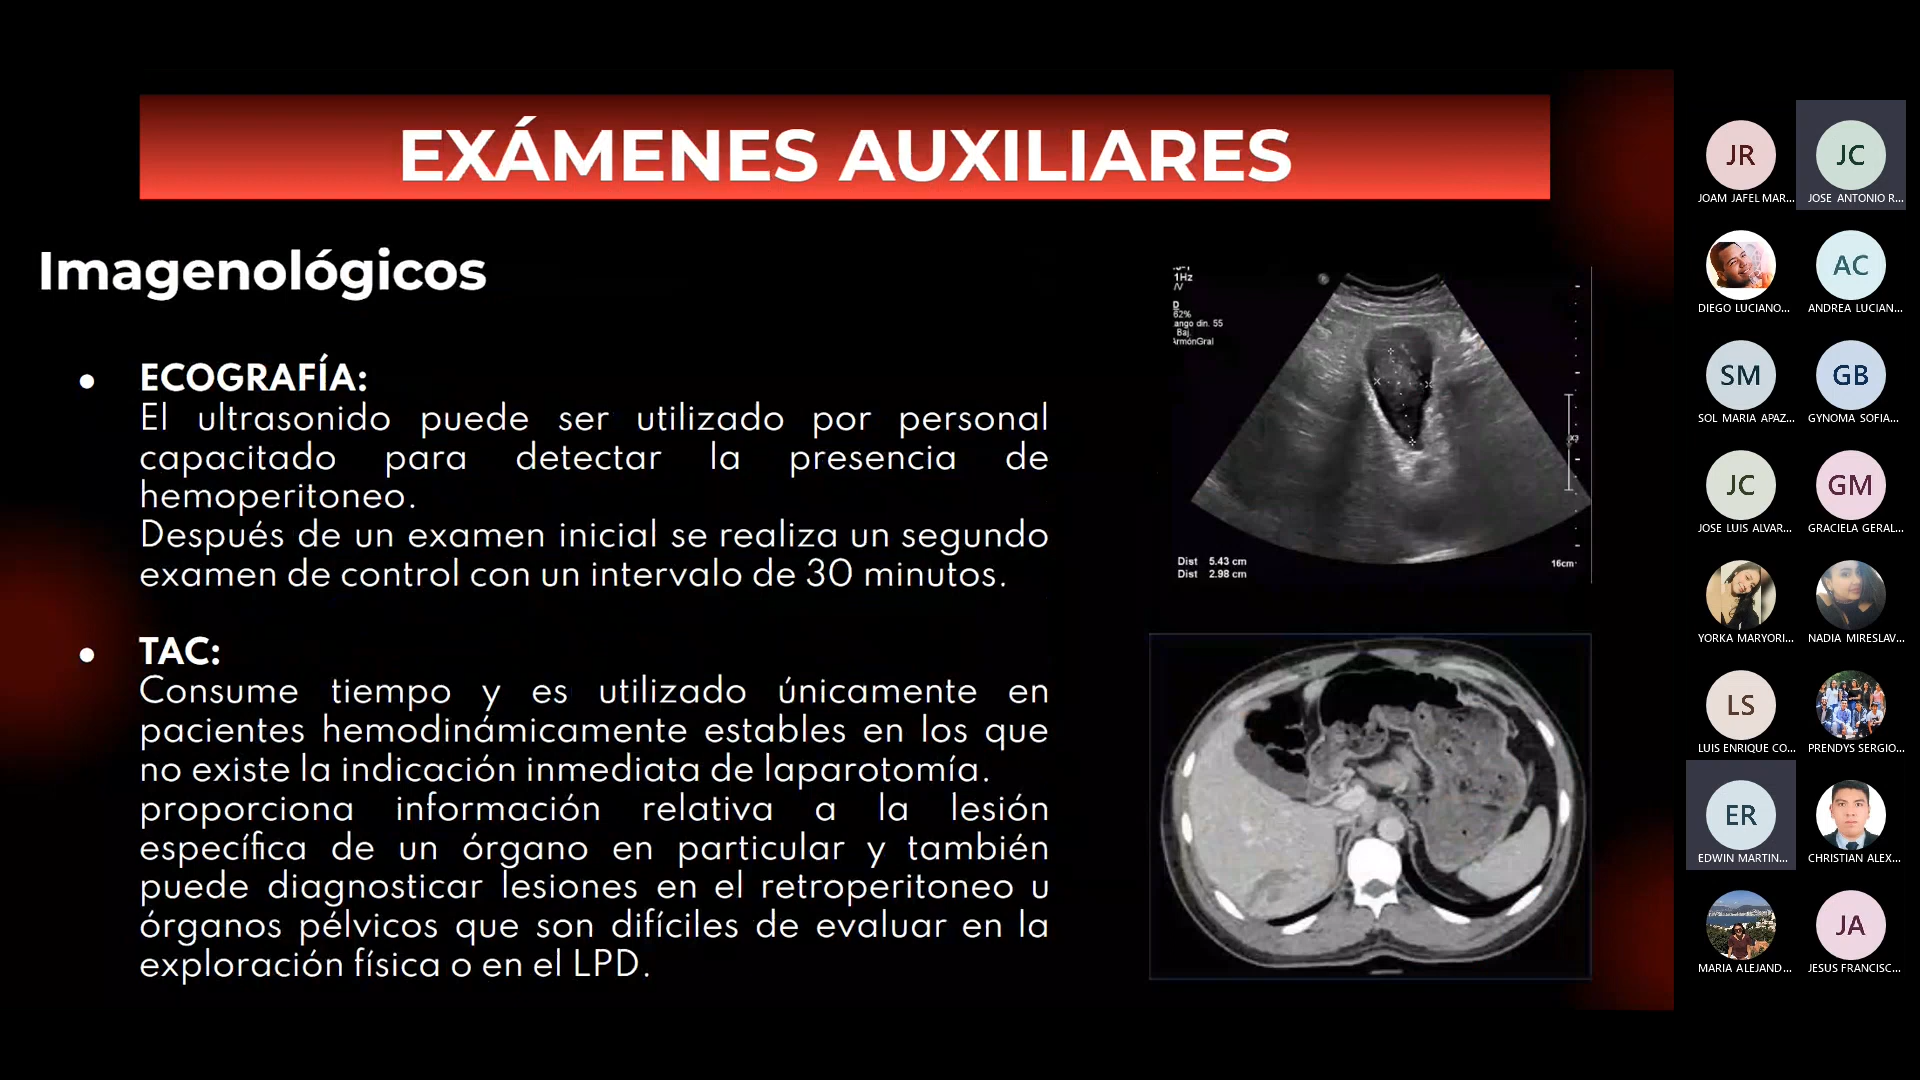 EXÁMENES AUXILIARES
Imagenológicos
● ECOGRAFÍA:
El ultrasonido puede ser utilizado por personal
capacitado para detectar la presencia de
hemoperitoneo.
Después de un examen inicial se realiza un segundo
examen de control con un intervalo de 30 minutos.
● TAC:
Consume tiempo y es utilizado únicamente en
pacientes hemodinámicamente estables en los que
no existe la indicación inmediata de laparotomía.
proporciona información relativa a la lesión
específica de un órgano en particular y también
puede diagnosticar lesiones en el retroperitoneo u
órganos pélvicos que son difíciles de evaluar en la
exploración física o en el LPD.
1Hz
D
62%
ango din. 55
Baj.
ArmónGral
Dist 5.43 cm
Dist 2.98 cm
16cm
JR
JOAM JAFEL MAR...
JC
JOSE ANTONIO R...
DIEGO LUCIANO...
AC
ANDREA LUCIAN...
SM
SOL MARIA APAZ...
GB
GYNOMA SOFIA...
JC
JOSE LUIS ALVAR...
GM
GRACIELA GERAL...
YORKA MARYORI...
NADIA MIRESLAV...
LS
LUIS ENRIQUE CO...
PRENDYS SERGIO...
ER
EDWIN MARTIN...
CHRISTIAN ALEX...
MARIA ALEJAND...
JA
JESUS FRANCISC...